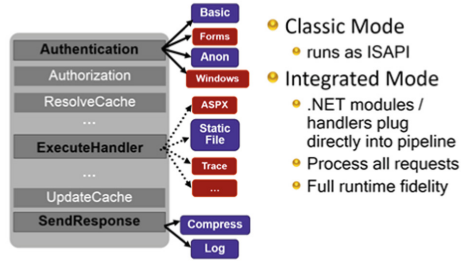 Authentication
Authorization
ResolveCache
...
ExecuteHandler
...
UpdateCache
SendResponse
Basic
Forms
Anon
Windows
ASPX
Static
File
Trace
...
Compress
Log
Classic Mode
runs as ISAPI
Integrated Mode
.NET modules /
handlers plug
directly into pipeline
Process all requests
Full runtime fidelity